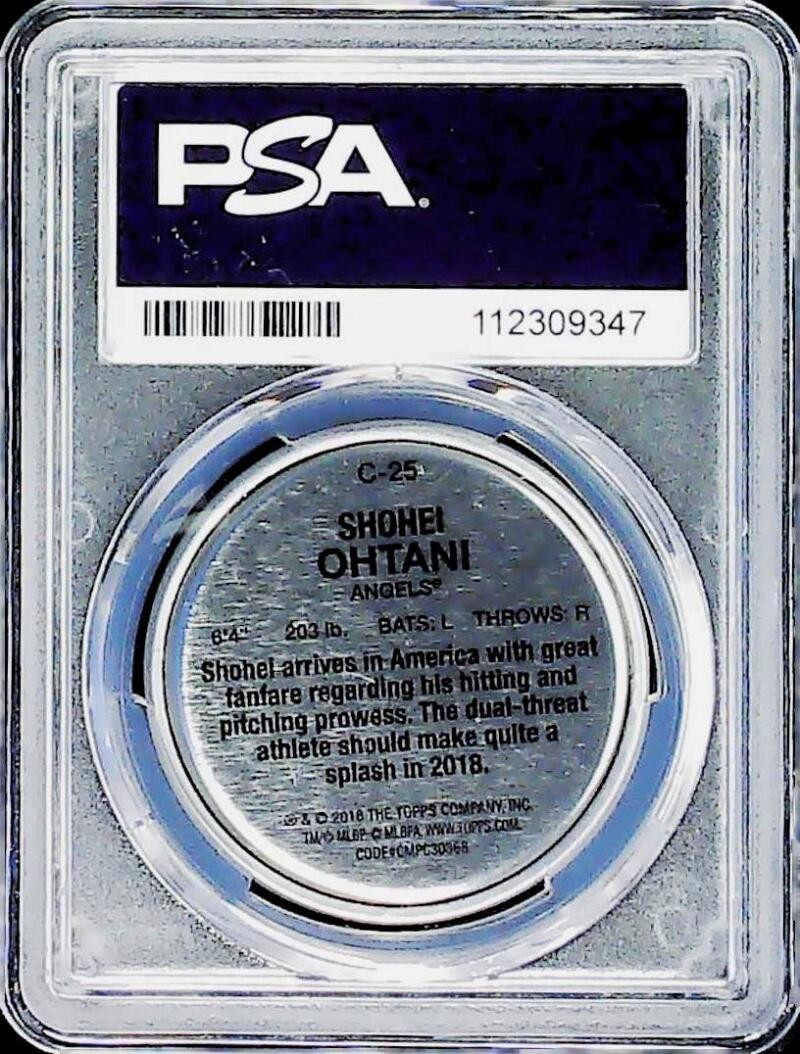 PSA
112309347
C-25
SHOHEI
OHTANI
ANGELS®
6'4" 203 lb. BATS: L THROWS: R
Shohei arrives in America with great
fanfare regarding his hitting and
pitching prowess. The dual-threat
athlete should make quite a
splash in 2018.
& © 2018 THE TOPPS COMPANY, INC.
TM/© MLBP © MLBPA WWW.TOPPS.COM